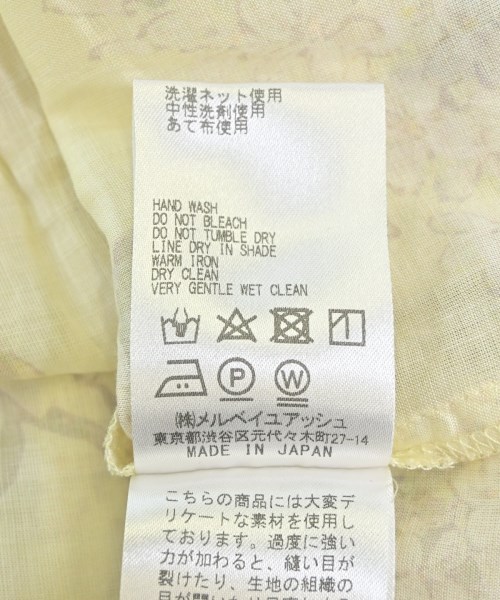 洗濯ネット使用
中性洗剤使用
あて布使用
HAND WASH
DO NOT BLEACH
DO NOT TUMBLE DRY
LINE DRY IN SHADE
WARM IRON
DRY CLEAN
VERY GENTLE WET CLEAN
P W
㈱メルベイユアッシュ
東京都渋谷区元代々木町27-14
MADE IN JAPAN
こちらの商品には大変デ
リケートな素材を使用し
ております。過度に強い
力が加わると、縫い目が
裂けたり、生地の組織の